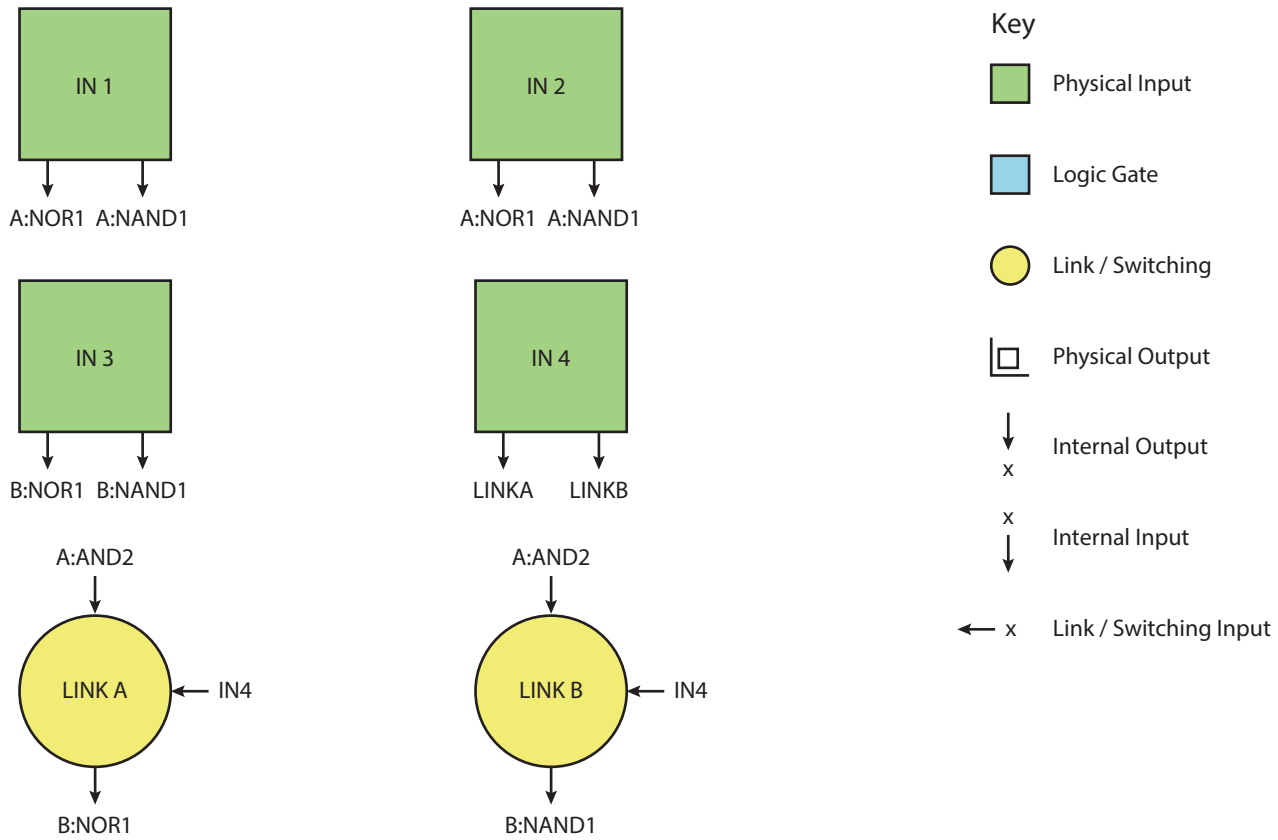 IN 1
A:NOR1 A:NAND1
IN 2
A:NOR1 A:NAND1
IN 3
B:NOR1 B:NAND1
IN 4
LINKA LINKB
A:AND2
LINK A
IN4
B:NOR1
A:AND2
LINK B
IN4
B:NAND1
Key
Physical Input
Logic Gate
Link / Switching
Physical Output
x
Internal Output
x
Internal Input
x
Link / Switching Input